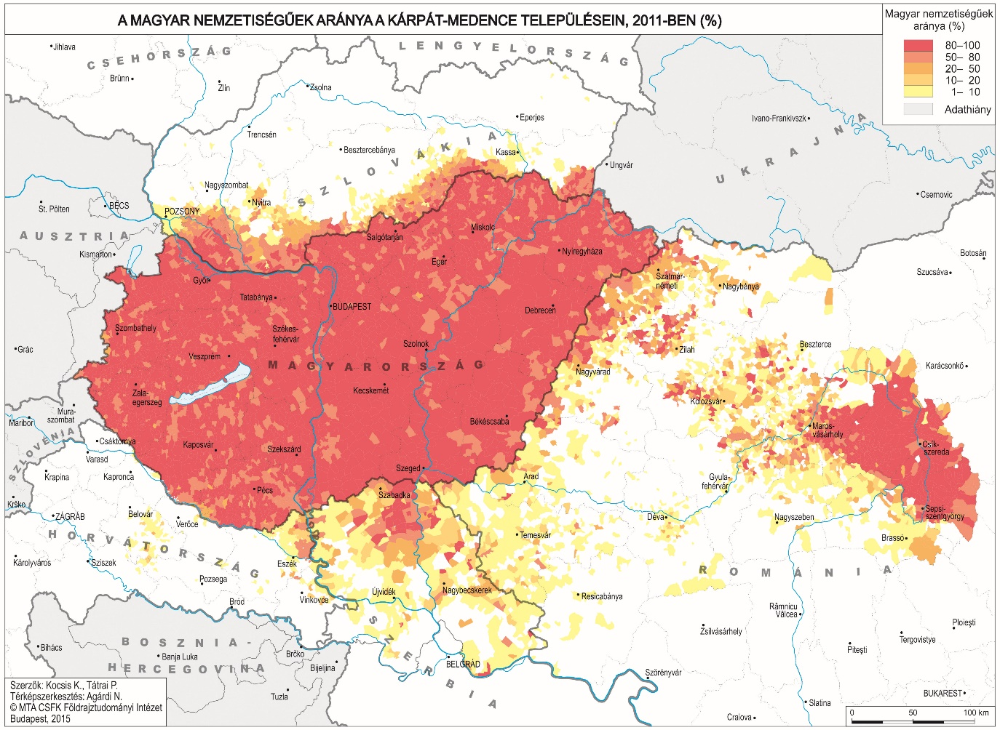 A MAGYAR NEMZETISÉGŰEK ARÁNYA A KÁRPÁT-MEDENCE TELEPÜLÉSEIN, 2011-BEN (%)
Magyar nemzetiségűek
aránya (%)
80–100
50– 80
20– 50
10– 20
1– 10
Adathiány
Jihlava
CSEHORSZÁG
LENGYELORSZÁG
Brünn
Zlín
Zsolna
Eperjes
Ivano-Frankivszk
Trencsén
SZLOVÁKIA
Besztercebánya
Kassa
Ungvár
UKRAJNA
Nagyszombat
Nyitra
Csernovic
St. Pölten
BÉCS
POZSONY
AUSZTRIA
Salgótarján
Miskolc
Kismarton
Eger
Nyíregyháza
Botosán
Győr
Szatmár-
németi
Szucsáva
Tatabánya
Nagybánya
BUDAPEST
Debrecen
Szombathely
Székes-
fehérvár
Szolnok
Grác
Zilah
Beszterce
Veszprém
MAGYARORSZÁG
Nagyvárad
Karácsonkő
Zala-
egerszeg
Kecskemét
Kolozsvár
Mura-
szombat
Maribor
Békéscsaba
Maros-
vásárhely
SZLOVÉNIA
Csáktornya
Kaposvár
Szekszárd
Csík-
szereda
Varasd
Szeged
Krapina
Kapronca
Arad
Gyula-
fehérvár
Pécs
Szabadka
Krško
Belovár
Sepsi-
szentgyörgy
ZÁGRÁB
Verőce
Déva
Nagyszeben
HORVÁTORSZÁG
Temesvár
Brassó
Károlyváros
Sziszek
Eszék
ROMÁNIA
Pozsega
Újvidék
Nagybecskerek
Vinkovce
Resicabánya
Bród
Râmnicu
Vâlcea
Zsilvásárhely
Ploiești
BOSZNIA-
HERCEGOVINA
Bihács
Banja Luka
Brčko
SZERBIA
Tergovistye
Pitești
Bijeljina
BELGRÁD
Szörényvár
Tuzla
BUKAREST
Slatina
Craiova
Szerzők: Kocsis K., Tátrai P.
Térképszerkesztés: Agárdi N.
© MTA CSFK Földrajztudományi Intézet
Budapest, 2015
0 50 100 km